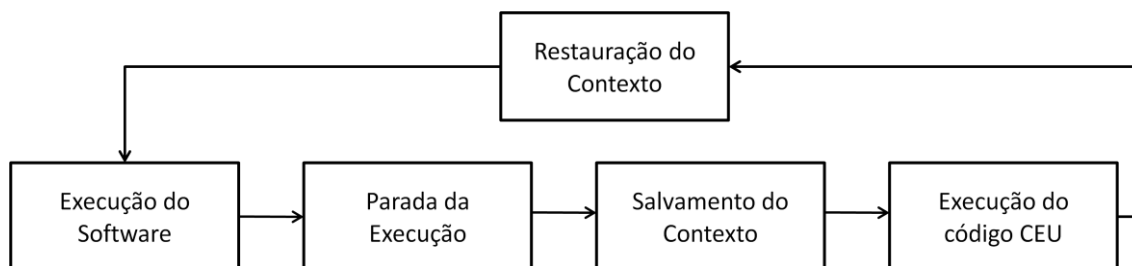 Restauração do
Contexto
Execução do
Software
Parada da
Execução
Salvamento do
Contexto
Execução do
código CEU